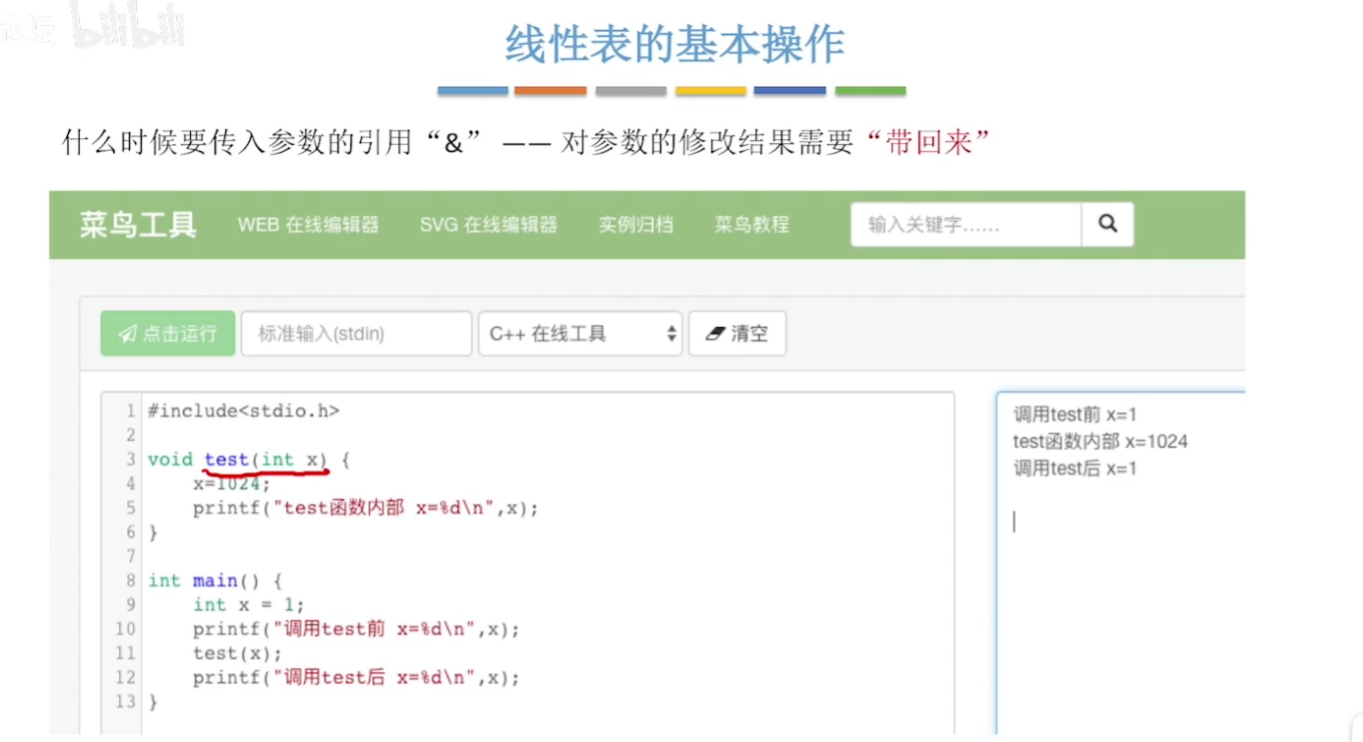 论坛 bilibili
线性表的基本操作
什么时候要传入参数的引用“&” —— 对参数的修改结果需要“带回来”
菜鸟工具 WEB 在线编辑器 SVG 在线编辑器 实例归档 菜鸟教程 输入关键字......
点击运行 标准输入(stdin) C++ 在线工具 清空
1 #include<stdio.h>
2
3 void test(int x) {
4     x=1024;
5     printf("test函数内部 x=%d\n",x);
6 }
7
8 int main() {
9     int x = 1;
10     printf("调用test前 x=%d\n",x);
11     test(x);
12     printf("调用test后 x=%d\n",x);
13 }
调用test前 x=1
test函数内部 x=1024
调用test后 x=1